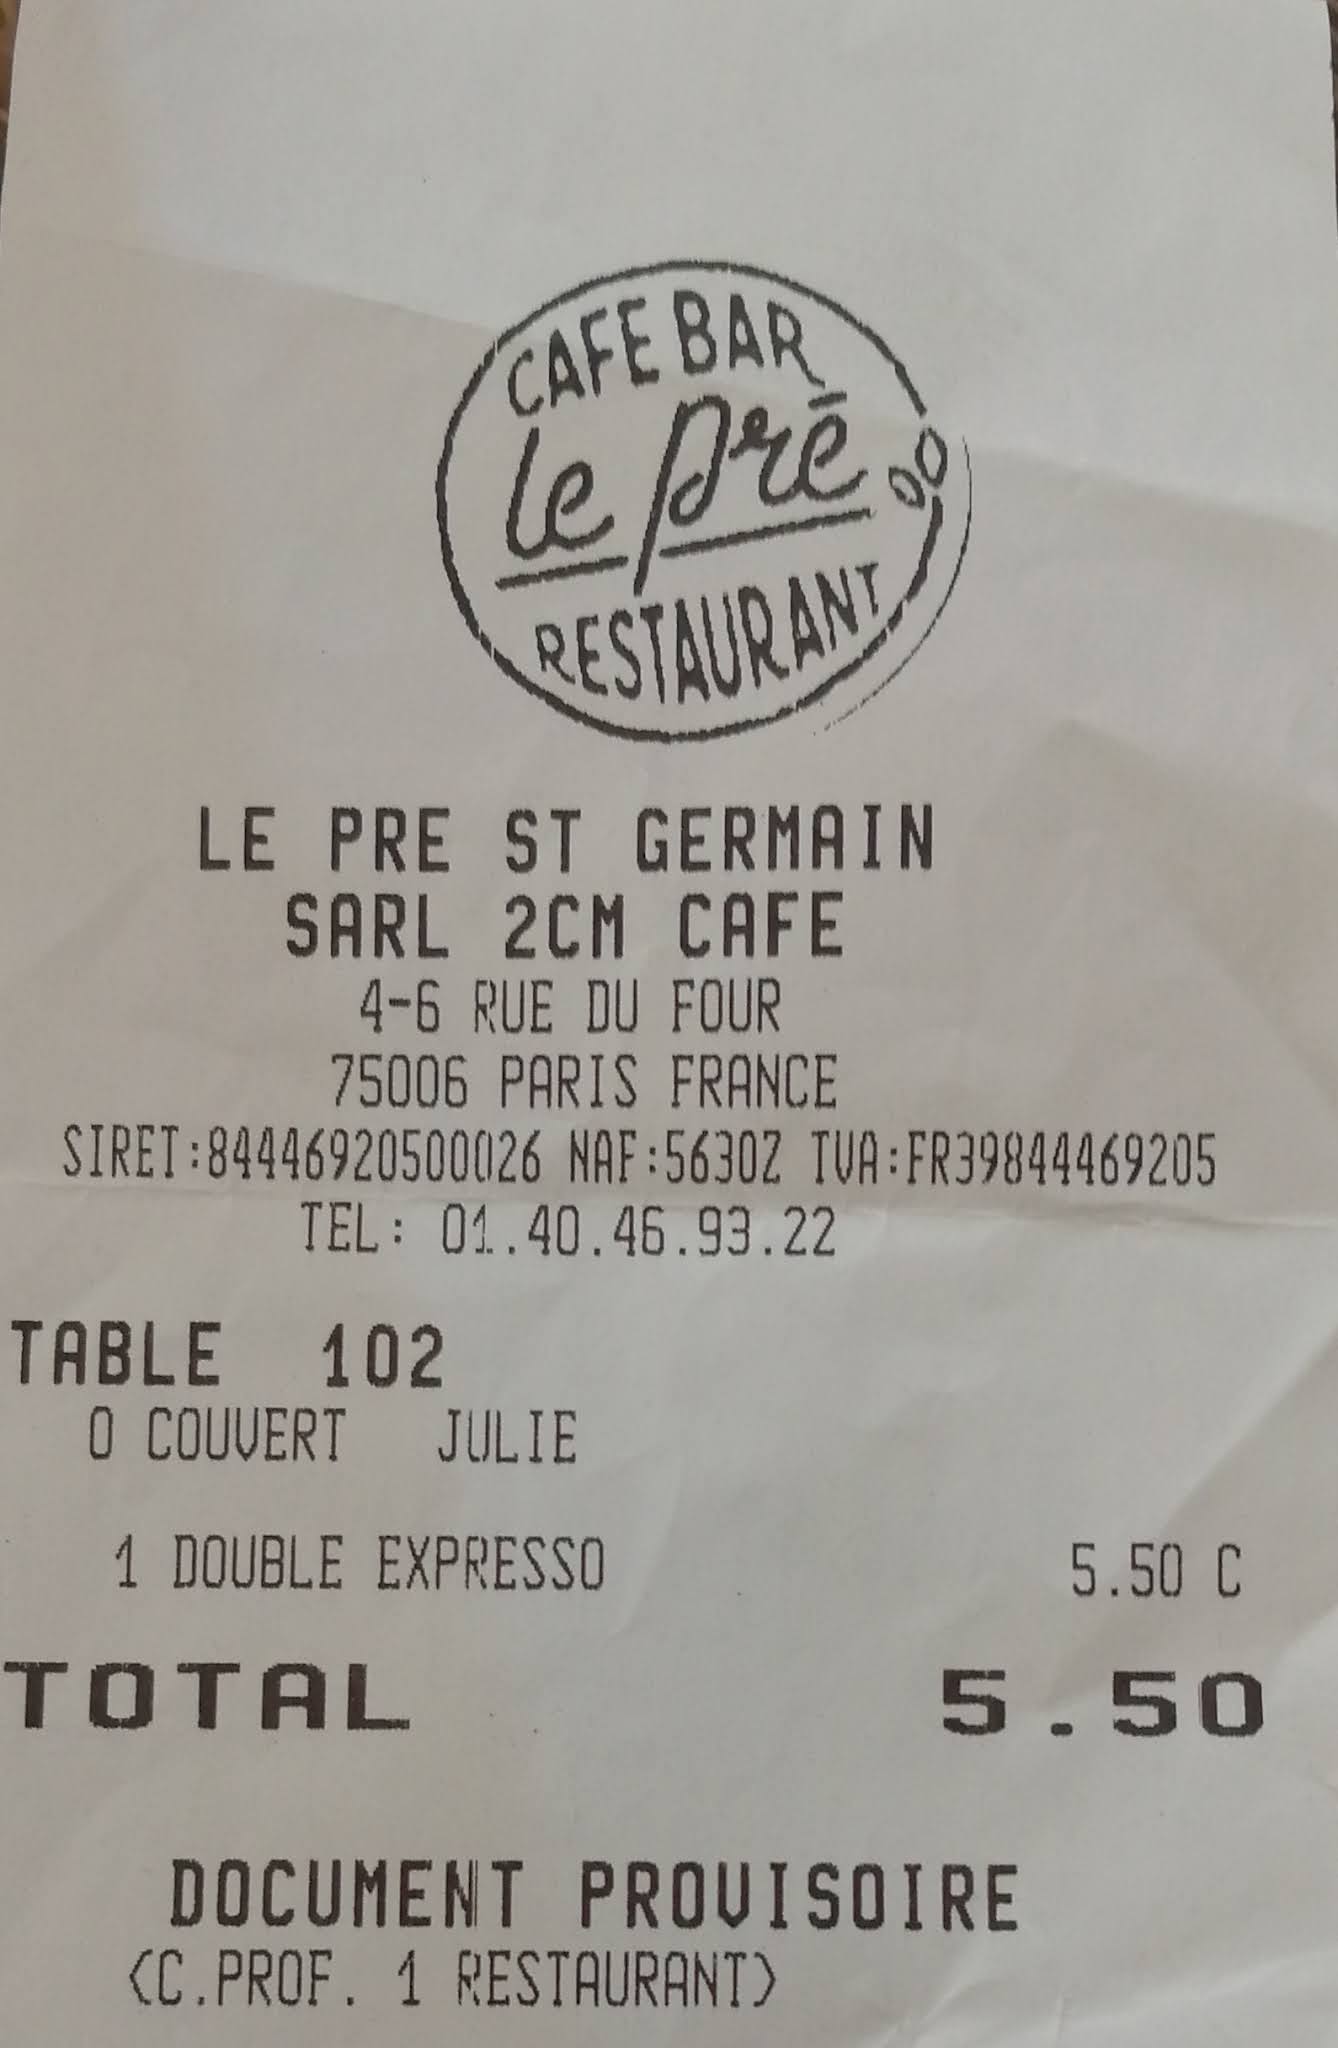 CAFE BAR
le pré
RESTAURANT
LE PRE ST GERMAIN
SARL 2CM CAFE
4-6 RUE DU FOUR
75006 PARIS FRANCE
SIRET:84446920500026 NAF:5630Z TVA:FR39844469205
TEL: 01.40.46.93.22
TABLE 102
0 COUVERT JULIE
1 DOUBLE EXPRESSO 5.50 C
TOTAL 5.50
DOCUMENT PROVISOIRE
(C.PROF. 1 RESTAURANT)